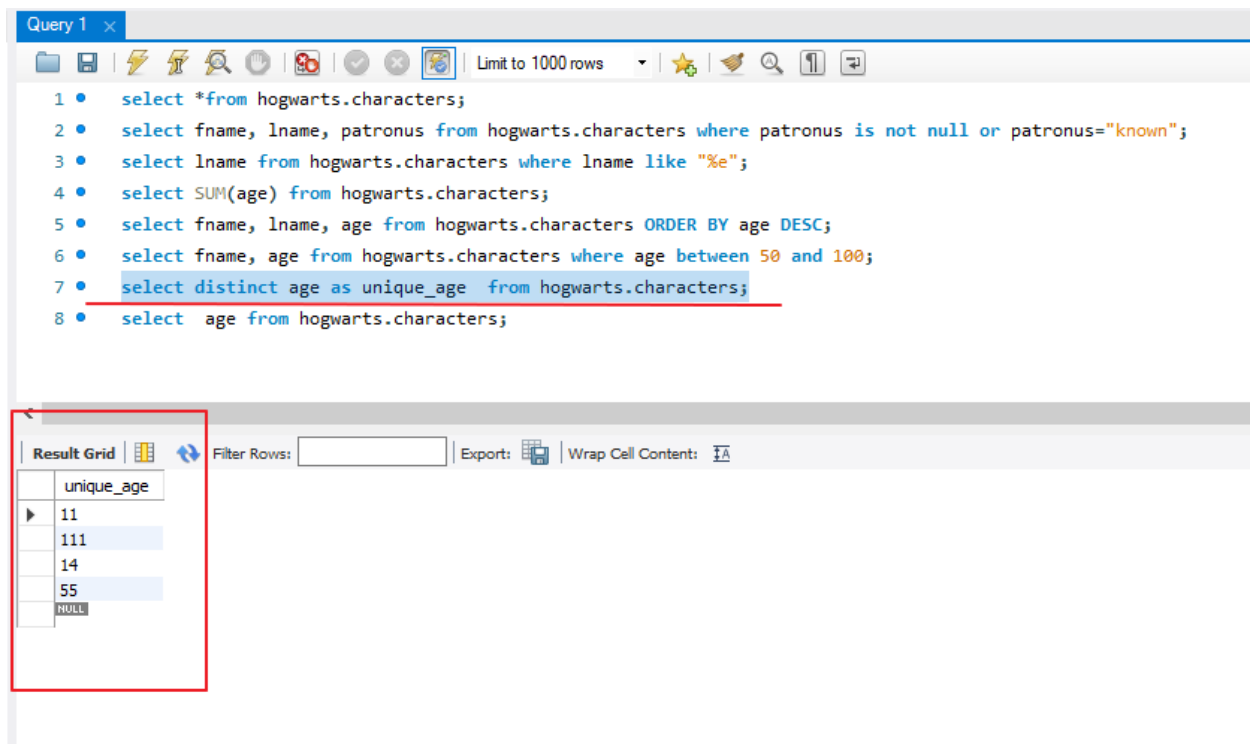 Query 1
Limit to 1000 rows
1 select *from hogwarts.characters;
2 select fname, lname, patronus from hogwarts.characters where patronus is not null or patronus="known";
3 select lname from hogwarts.characters where lname like "%e";
4 select SUM(age) from hogwarts.characters;
5 select fname, lname, age from hogwarts.characters ORDER BY age DESC;
6 select fname, age from hogwarts.characters where age between 50 and 100;
7 select distinct age as unique_age  from hogwarts.characters;
8 select  age from hogwarts.characters;
Result Grid Filter Rows: Export: Wrap Cell Content:
unique_age
11
111
14
55
NULL